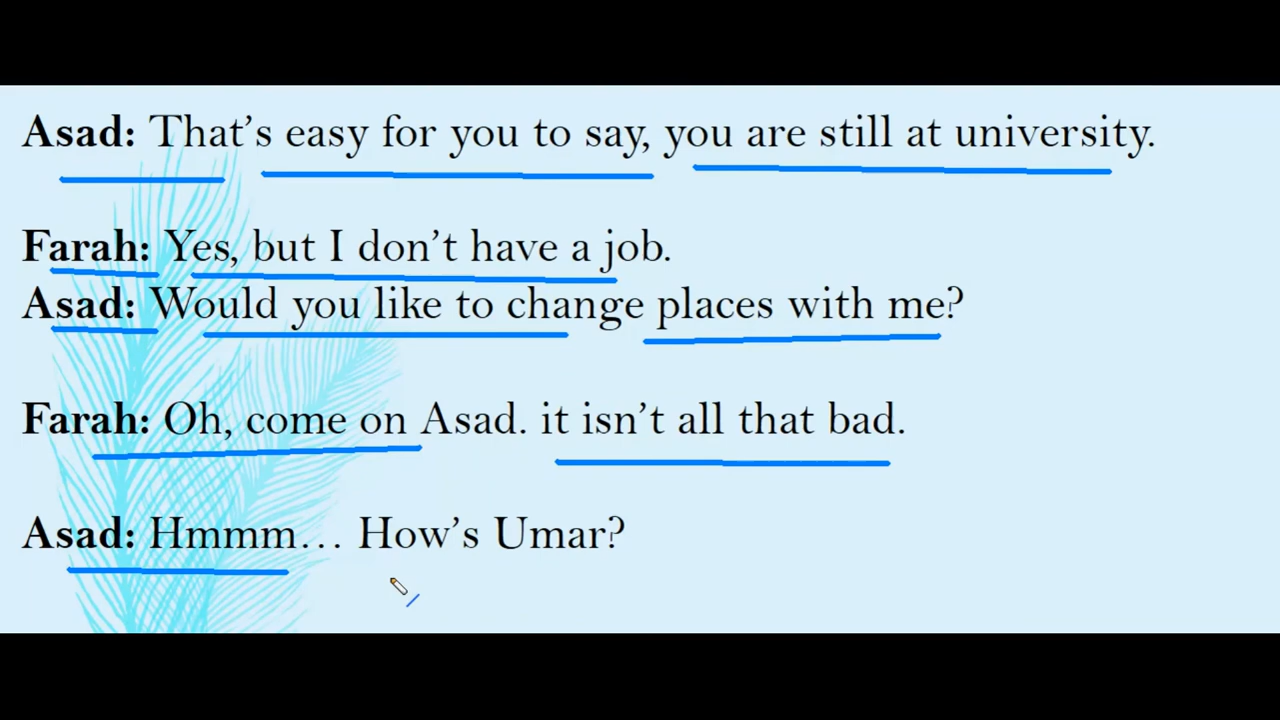 Asad: That’s easy for you to say, you are still at university.
Farah: Yes, but I don’t have a job.
Asad: Would you like to change places with me?
Farah: Oh, come on Asad. it isn’t all that bad.
Asad: Hmmm… How’s Umar?